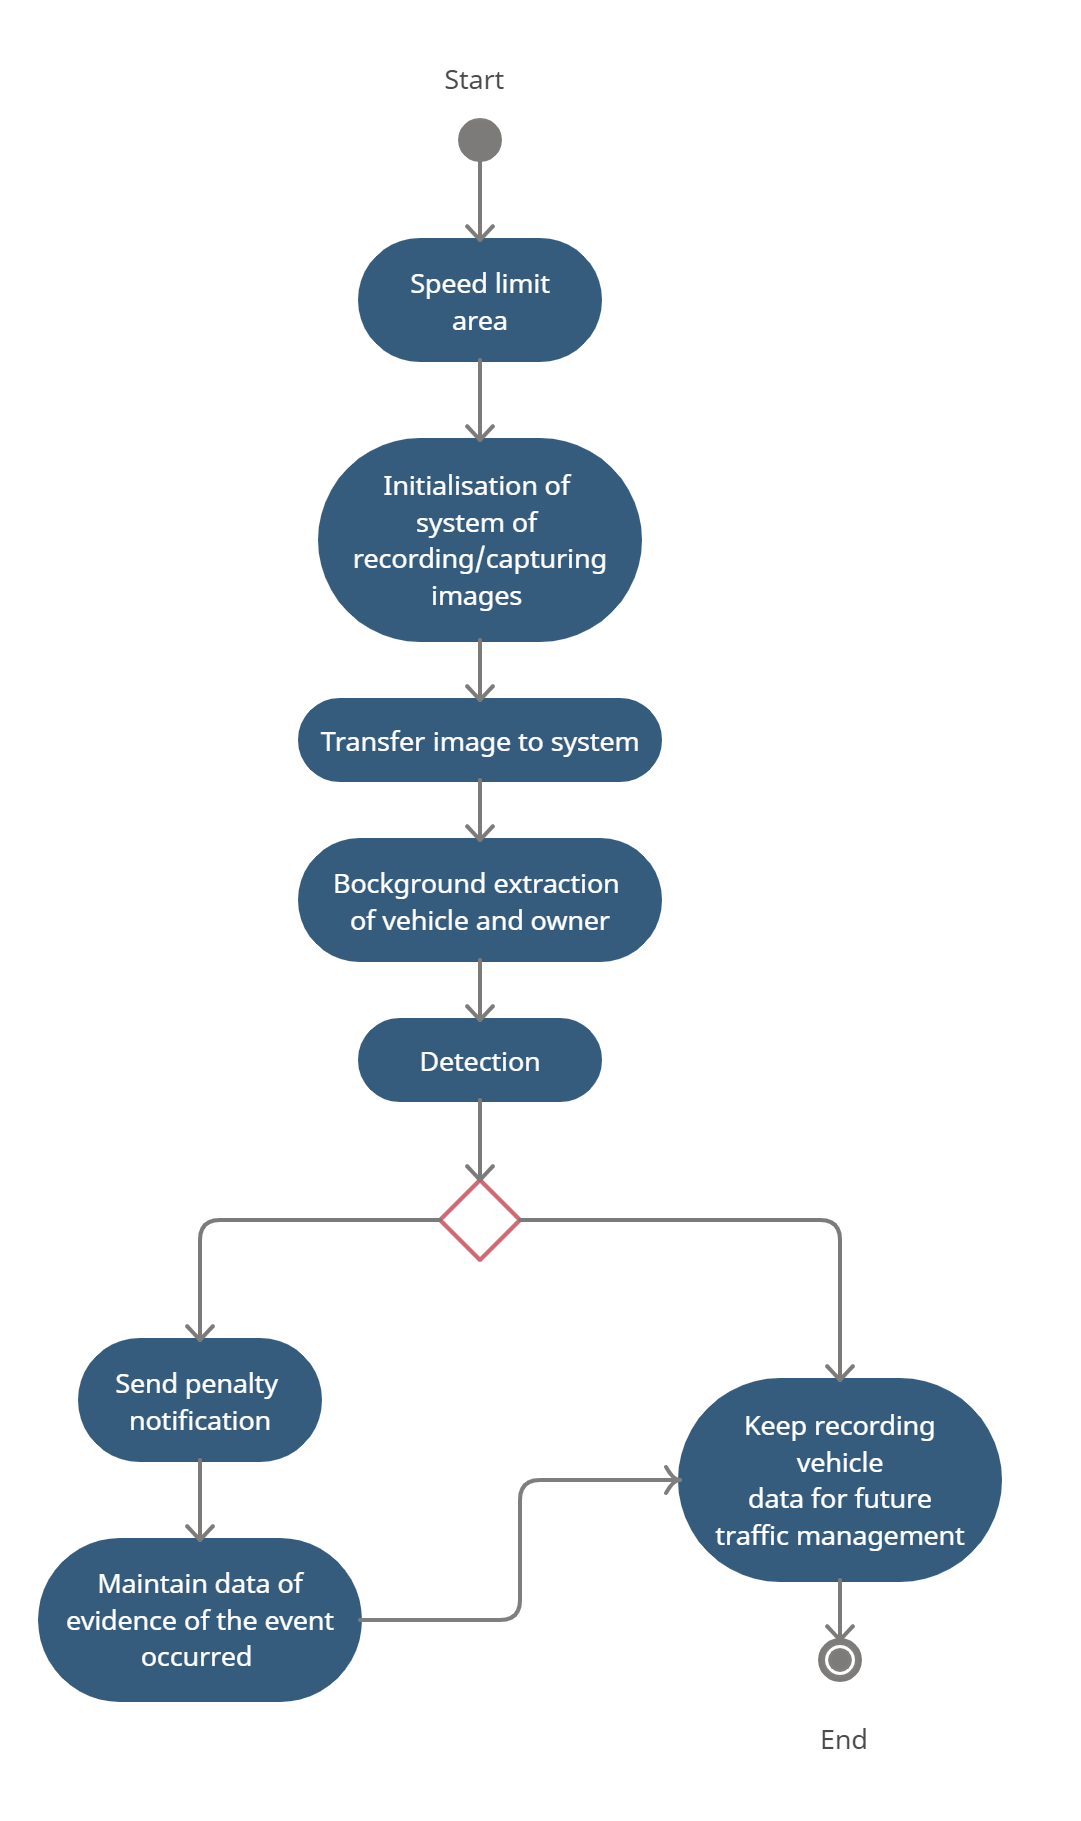 Start
Speed limit
area
Initialisation of
system of
recording/capturing
images
Transfer image to system
Bockground extraction
of vehicle and owner
Detection
Send penalty
notification
Maintain data of
evidence of the event
occurred
Keep recording
vehicle
data for future
traffic management
End